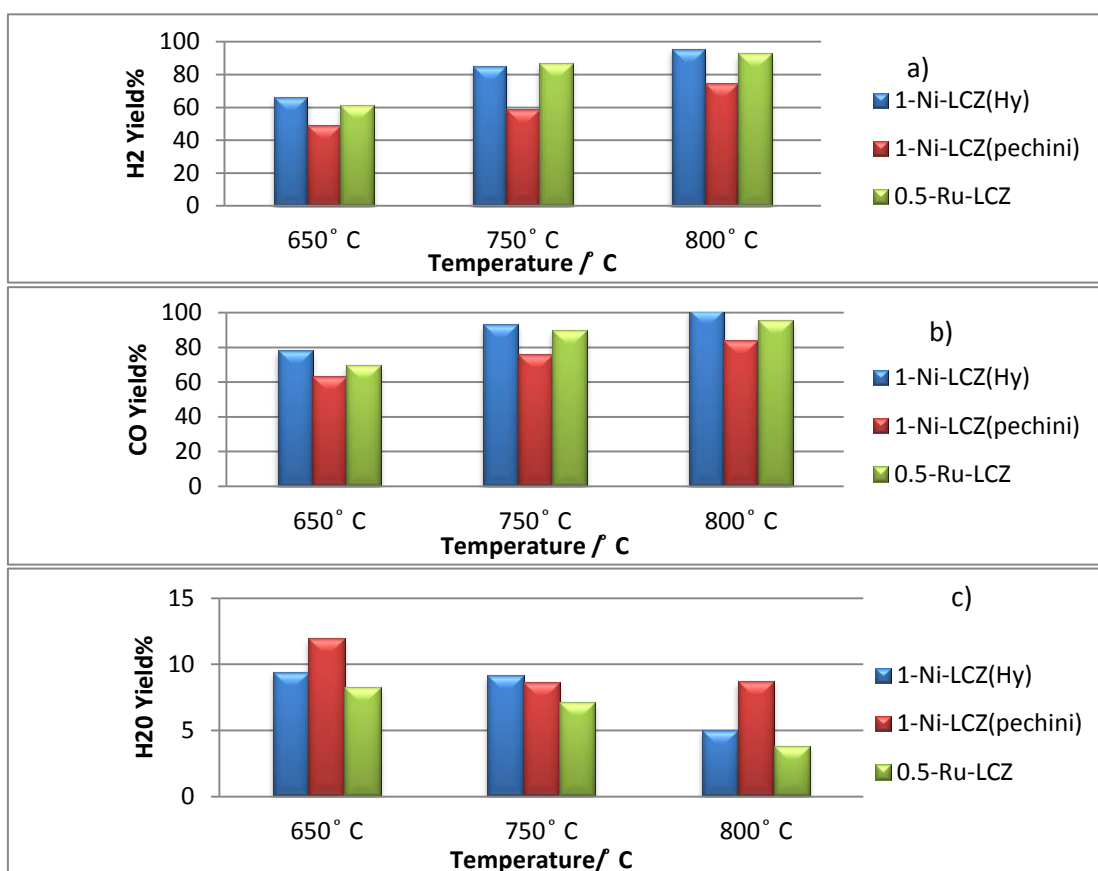 100
80
60
40
20
0
H2 Yield%
650° C
750° C
800° C
Temperature /° C
a)
1-Ni-LCZ(Hy)
1-Ni-LCZ(pechini)
0.5-Ru-LCZ
100
80
60
40
20
0
CO Yield%
650° C
750° C
800° C
Temperature /° C
b)
1-Ni-LCZ(Hy)
1-Ni-LCZ(pechini)
0.5-Ru-LCZ
15
10
5
0
H20 Yield%
650° C
750° C
800° C
Temperature/° C
c)
1-Ni-LCZ(Hy)
1-Ni-LCZ(pechini)
0.5-Ru-LCZ